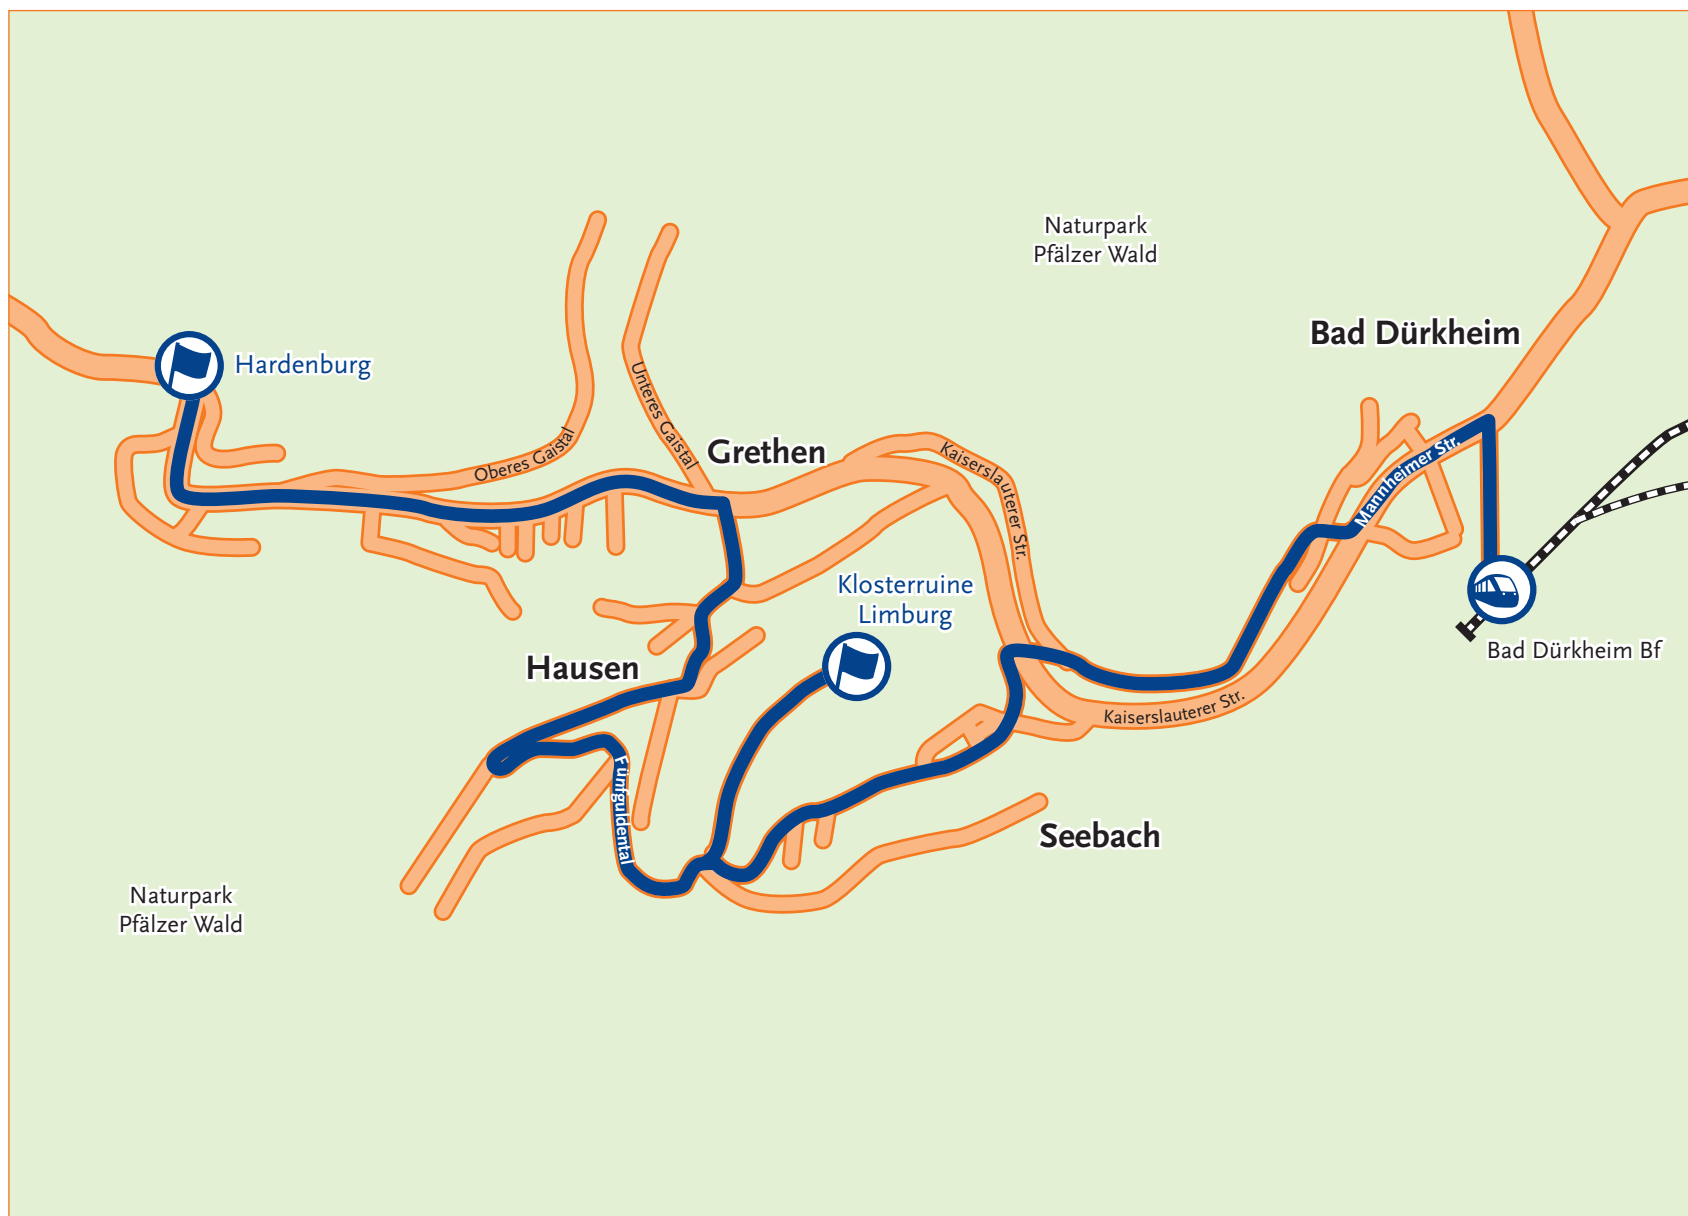 Naturpark
Pfälzer Wald
Bad Dürkheim
Hardenburg
Unteres Gaistal
Oberes Gaistal
Grethen
Kaiserslauterer Str.
Mannheimer Str.
Klosterruine
Limburg
Hausen
Bad Dürkheim Bf
Kaiserslauterer Str.
Fünfguldental
Seebach
Naturpark
Pfälzer Wald